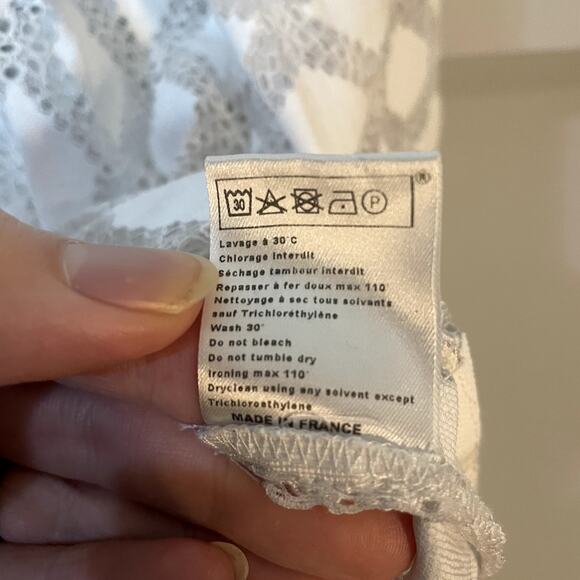 30 P ®
Lavage à 30°C
Chlorage interdit
Séchage tambour interdit
Repasser à fer doux max 110
Nettoyage à sec tous solvants
sauf Trichloréthylène
Wash 30°
Do not bleach
Do not tumble dry
Ironing max 110°
Dryclean using any solvent except
Trichloroethylene
MADE IN FRANCE